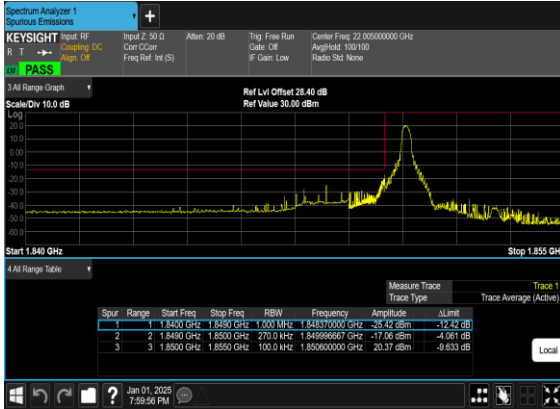 Spectrum Analyzer 1
Spurious Emissions
+
KEYSIGHT Input: RF Input Z: 50 Ω Atten: 20 dB Trig: Free Run Center Freq: 22.005000000 GHz
R T Coupling: DC Corr CCorr Gate: Off Avg|Hold: 100/100
Align: Off Freq Ref: Int (S) IF Gain: Low Radio Std: None
PASS
3 All Range Graph
Ref Lvl Offset 28.40 dB
Scale/Div 10.0 dB Ref Value 30.00 dBm
Log
20.0
10.0
0.00
-10.0
-20.0
-30.0
-40.0
-50.0
-60.0
Start 1.840 GHz Stop 1.855 GH
4 All Range Table
Measure Trace Trace 1
Trace Type Trace Average (Active)
Spur Range Start Freq Stop Freq RBW Frequency Amplitude ΔLimit
1 1 1.8400 GHz 1.8490 GHz 1.000 MHz 1.848370000 GHz -25.42 dBm -12.42 dB
2 2 1.8490 GHz 1.8500 GHz 270.0 kHz 1.849996667 GHz -17.06 dBm -4.061 dB
3 3 1.8500 GHz 1.8550 GHz 100.0 kHz 1.850600000 GHz 20.37 dBm -9.633 dB
Local
? Jan 01, 2025
7:59:56 PM